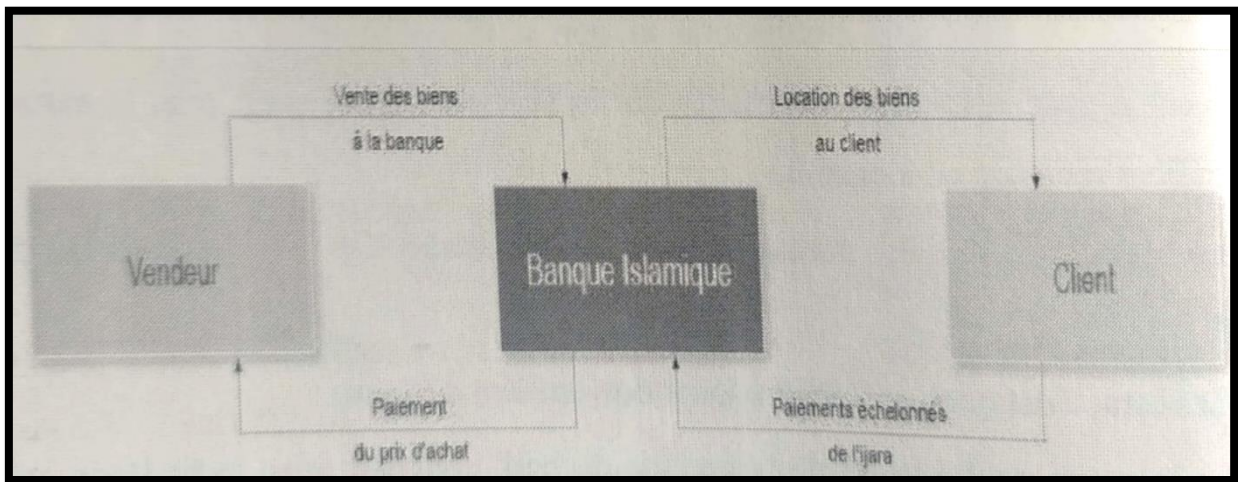 Vente des biens
à la banque
Location des biens
au client
Vendeur
Banque Islamique
Client
Paiement
du prix d'achat
Paiements échelonnés
de l'ijara